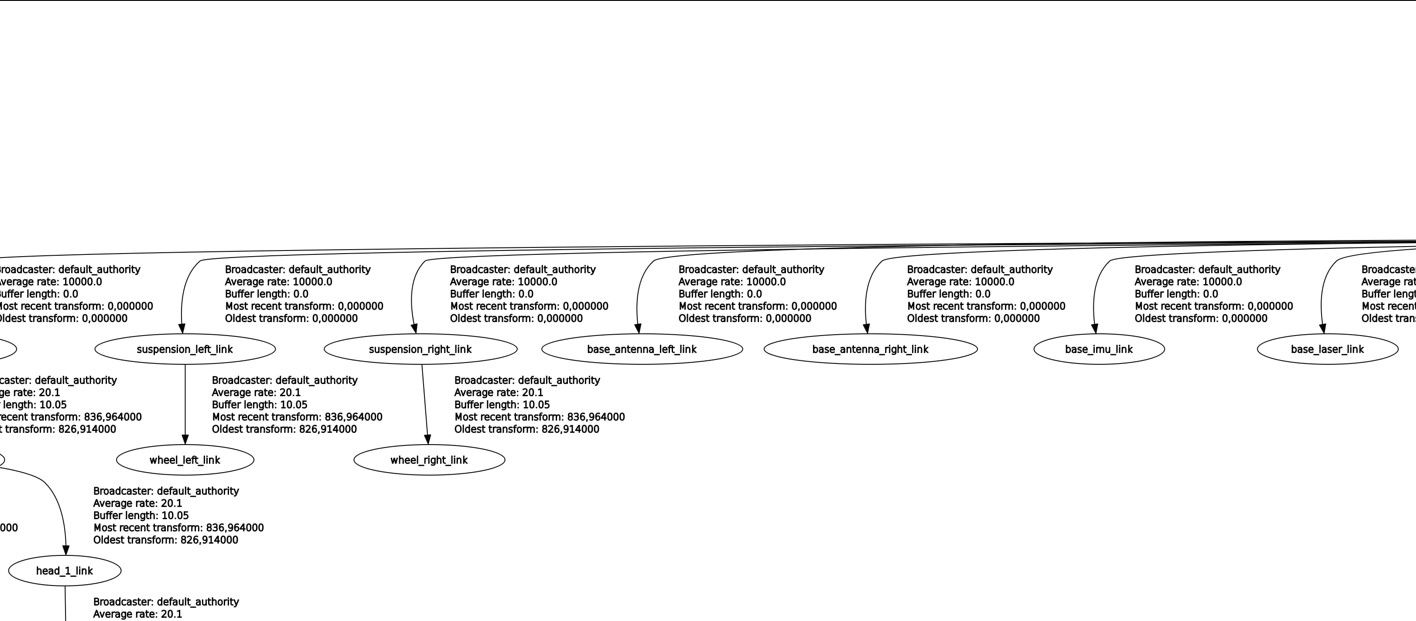 Broadcaster: default_authority
Average rate: 10000.0
Buffer length: 0.0
Most recent transform: 0,000000
Oldest transform: 0,000000
Broadcaster: default_authority
Average rate: 10000.0
Buffer length: 0.0
Most recent transform: 0,000000
Oldest transform: 0,000000
Broadcaster: default_authority
Average rate: 10000.0
Buffer length: 0.0
Most recent transform: 0,000000
Oldest transform: 0,000000
Broadcaster: default_authority
Average rate: 10000.0
Buffer length: 0.0
Most recent transform: 0,000000
Oldest transform: 0,000000
Broadcaster: default_authority
Average rate: 10000.0
Buffer length: 0.0
Most recent transform: 0,000000
Oldest transform: 0,000000
Broadcaster: default_authority
Average rate: 10000.0
Buffer length: 0.0
Most recent transform: 0,000000
Oldest transform: 0,000000
Broadcaste
Average rat
Buffer lengt
Most recen
Oldest tran
suspension_left_link
suspension_right_link
base_antenna_left_link
base_antenna_right_link
base_imu_link
base_laser_link
caster: default_authority
ge rate: 20.1
length: 10.05
recent transform: 836,964000
t transform: 826,914000
Broadcaster: default_authority
Average rate: 20.1
Buffer length: 10.05
Most recent transform: 836,964000
Oldest transform: 826,914000
Broadcaster: default_authority
Average rate: 20.1
Buffer length: 10.05
Most recent transform: 836,964000
Oldest transform: 826,914000
wheel_left_link
wheel_right_link
000
Broadcaster: default_authority
Average rate: 20.1
Buffer length: 10.05
Most recent transform: 836,964000
Oldest transform: 826,914000
head_1_link
Broadcaster: default_authority
Average rate: 20.1